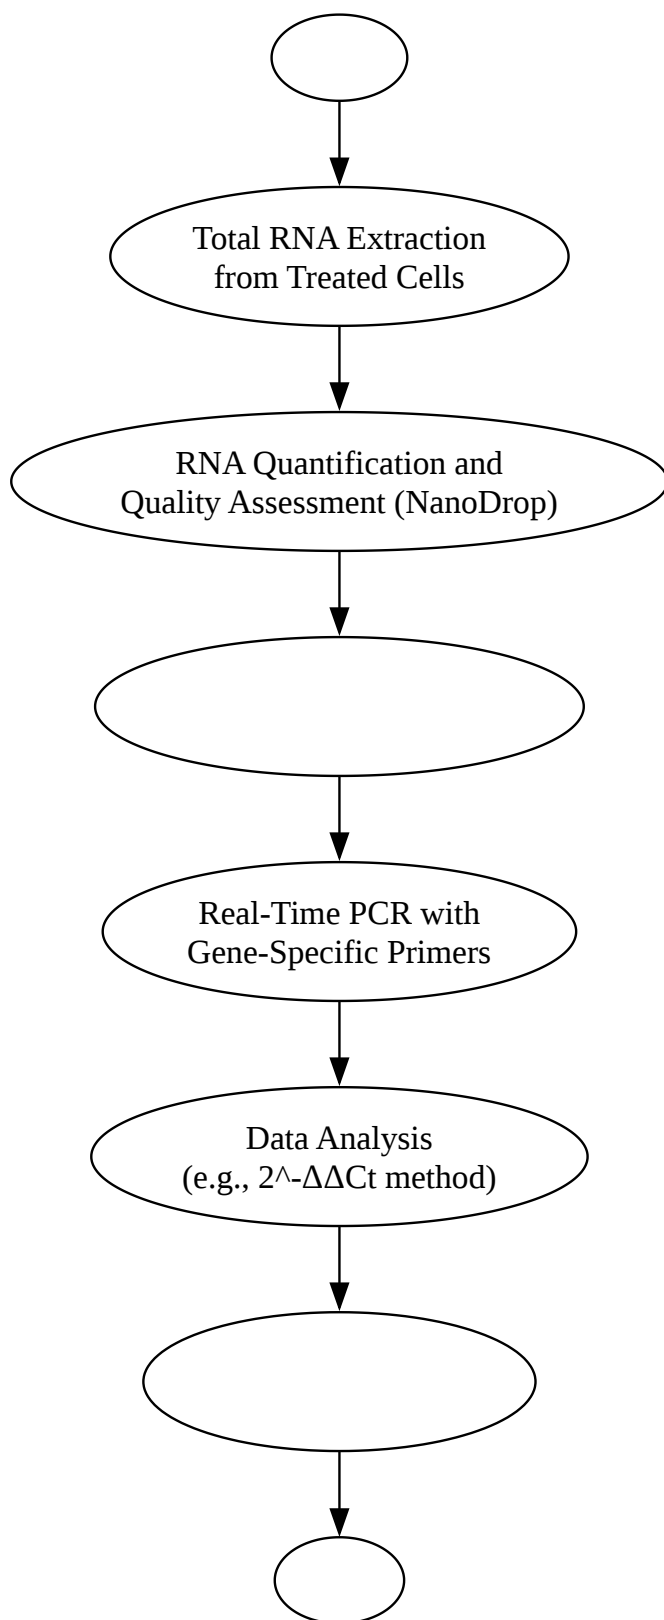 Total RNA Extraction
from Treated Cells
RNA Quantification and
Quality Assessment (NanoDrop)
Real-Time PCR with
Gene-Specific Primers
Data Analysis
(e.g., 2^-ΔΔCt method)